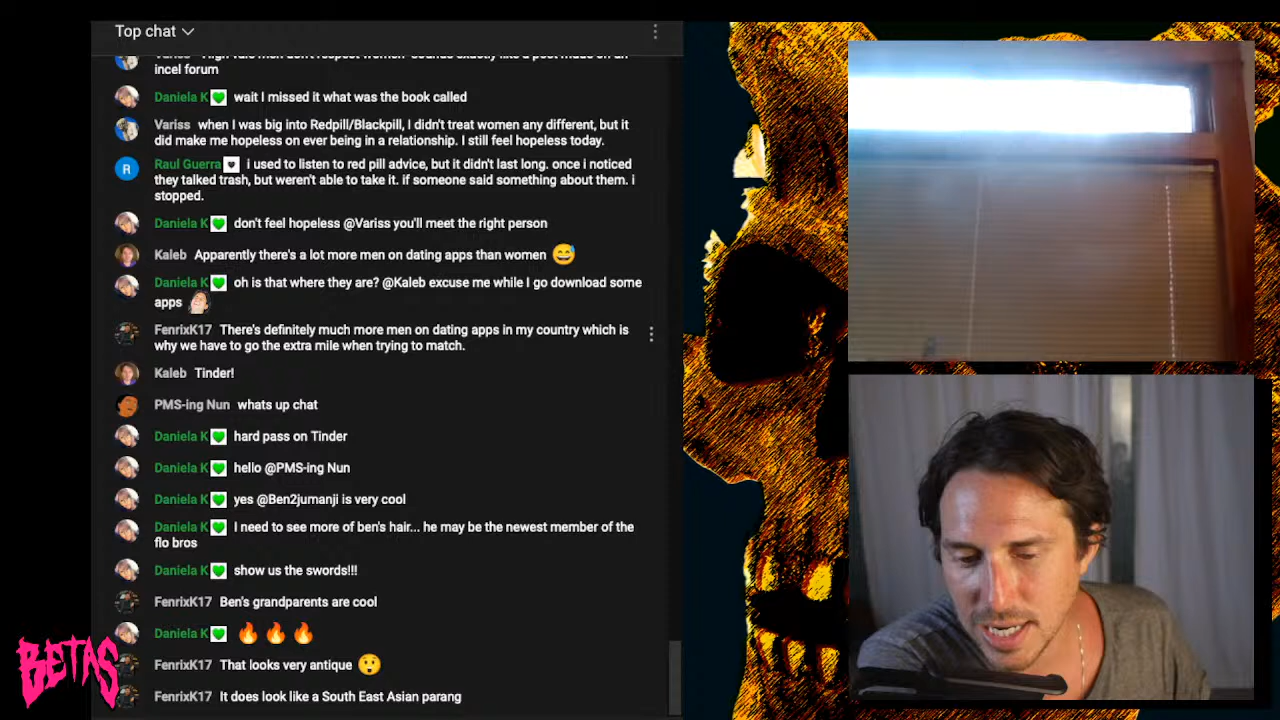 Top chat
incel forum
Daniela K wait I missed it what was the book called
Variss when I was big into Redpill/Blackpill, I didn't treat women any different, but it
did make me hopeless on ever being in a relationship. I still feel hopeless today.
Raul Guerra i used to listen to red pill advice, but it didn't last long. once i noticed
R
they talked trash, but weren't able to take it. if someone said something about them. i
stopped.
Daniela K don't feel hopeless @Variss you'll meet the right person
Kaleb Apparently there's a lot more men on dating apps than women 😅
Daniela K oh is that where they are? @Kaleb excuse me while I go download some
apps
FenrixK17 There's definitely much more men on dating apps in my country which is
why we have to go the extra mile when trying to match.
Kaleb Tinder!
PMS-ing Nun whats up chat
Daniela K hard pass on Tinder
Daniela K hello @PMS-ing Nun
Daniela K yes @Ben2jumanji is very cool
Daniela K I need to see more of ben's hair... he may be the newest member of the
flo bros
Daniela K show us the swords!!!
FenrixK17 Ben's grandparents are cool
Daniela K 🔥🔥🔥
FenrixK17 That looks very antique 😲
FenrixK17 It does look like a South East Asian parang
BETAS